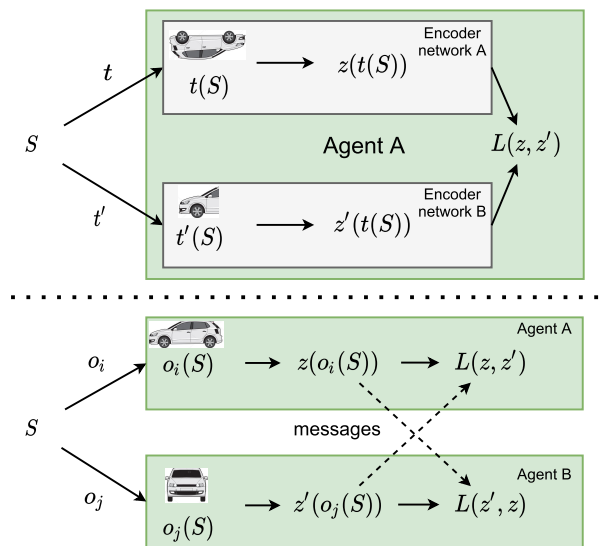 Encoder
network A
t
t(S)
z(t(S))
S
Agent A
L(z, z′)
t′
Encoder
network B
t′(S)
z′(t(S))
Agent A
o_i
o_i(S)
z(o_i(S))
L(z, z′)
S
messages
Agent B
o_j
o_j(S)
z′(o_j(S))
L(z′, z)